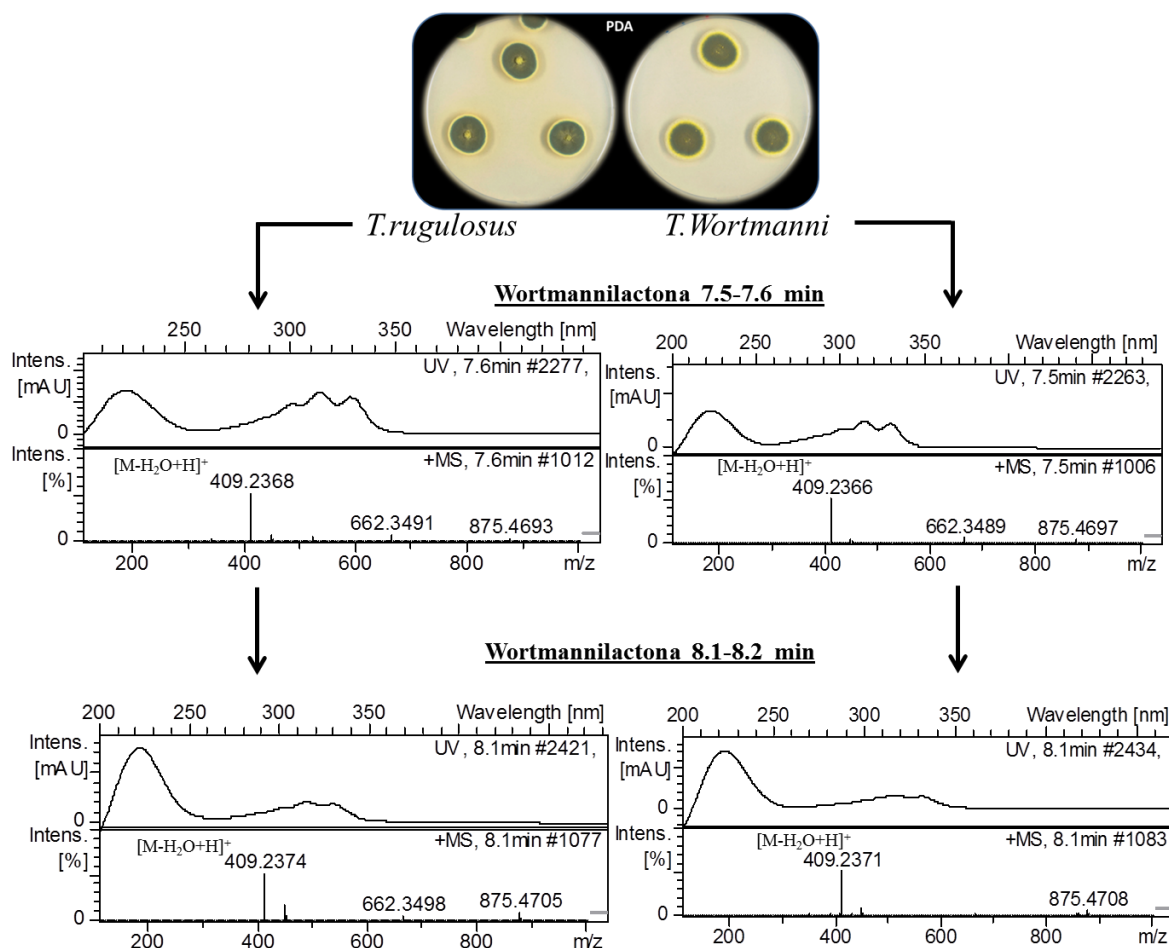 PDA
T.rugulosus
T.Wortmanni
Wortmannilactona 7.5-7.6 min
250 300 350 Wavelength [nm]
Intens.
[mAU]
UV, 7.6min #2277,
0
Intens.
[%]
[M-H₂O+H]⁺
+MS, 7.6min #1012
409.2368
662.3491
875.4693
0
200 400 600 800 m/z
200 250 300 350 Wavelength [nm]
Intens.
[mAU]
UV, 7.5min #2263,
0
Intens.
[%]
[M-H₂O+H]⁺
+MS, 7.5min #1006
409.2366
662.3489
875.4697
0
200 400 600 800 m/z
Wortmannilactona 8.1-8.2 min
200 250 300 350 Wavelength [nm]
Intens.
[mAU]
UV, 8.1min #2421,
0
Intens.
[%]
[M-H₂O+H]⁺
+MS, 8.1min #1077
409.2374
662.3498
875.4705
0
200 400 600 800 m/z
200 250 300 350 Wavelength [nm]
Intens.
[mAU]
UV, 8.1min #2434,
0
Intens.
[%]
[M-H₂O+H]⁺
+MS, 8.1min #1083
409.2371
875.4708
0
200 400 600 800 m/z